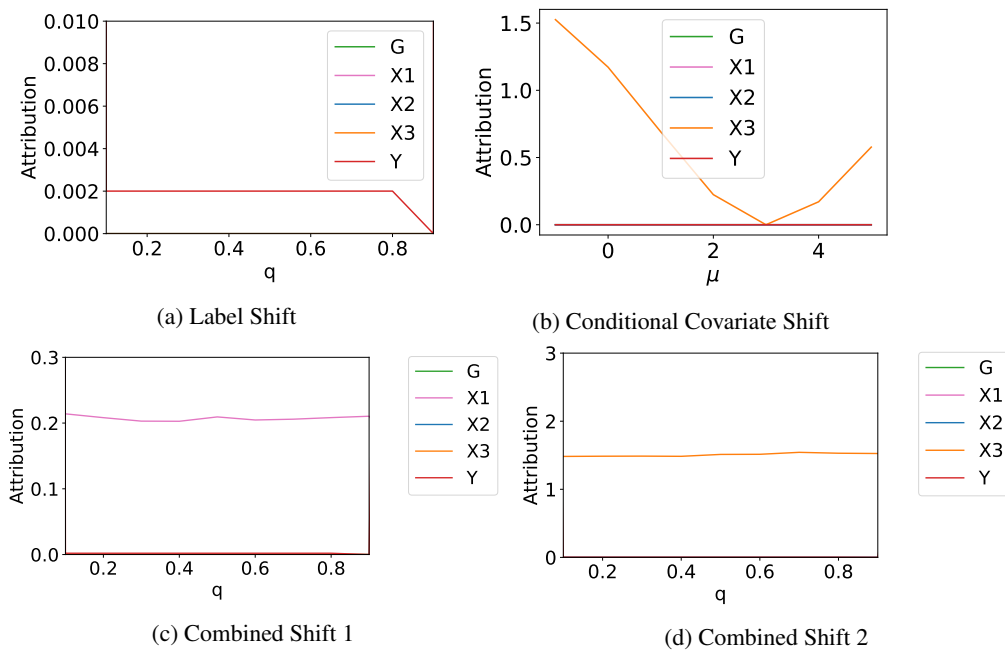 0.010
0.008
0.006
0.004
0.002
0.000
Attribution
0.2 0.4 0.6 0.8
q
G
X1
X2
X3
Y
(a) Label Shift
1.5
1.0
0.5
0.0
Attribution
0 2 4
μ
G
X1
X2
X3
Y
(b) Conditional Covariate Shift
0.3
0.2
0.1
0.0
Attribution
0.2 0.4 0.6 0.8
q
G
X1
X2
X3
Y
(c) Combined Shift 1
3
2
1
0
Attribution
0.2 0.4 0.6 0.8
q
G
X1
X2
X3
Y
(d) Combined Shift 2